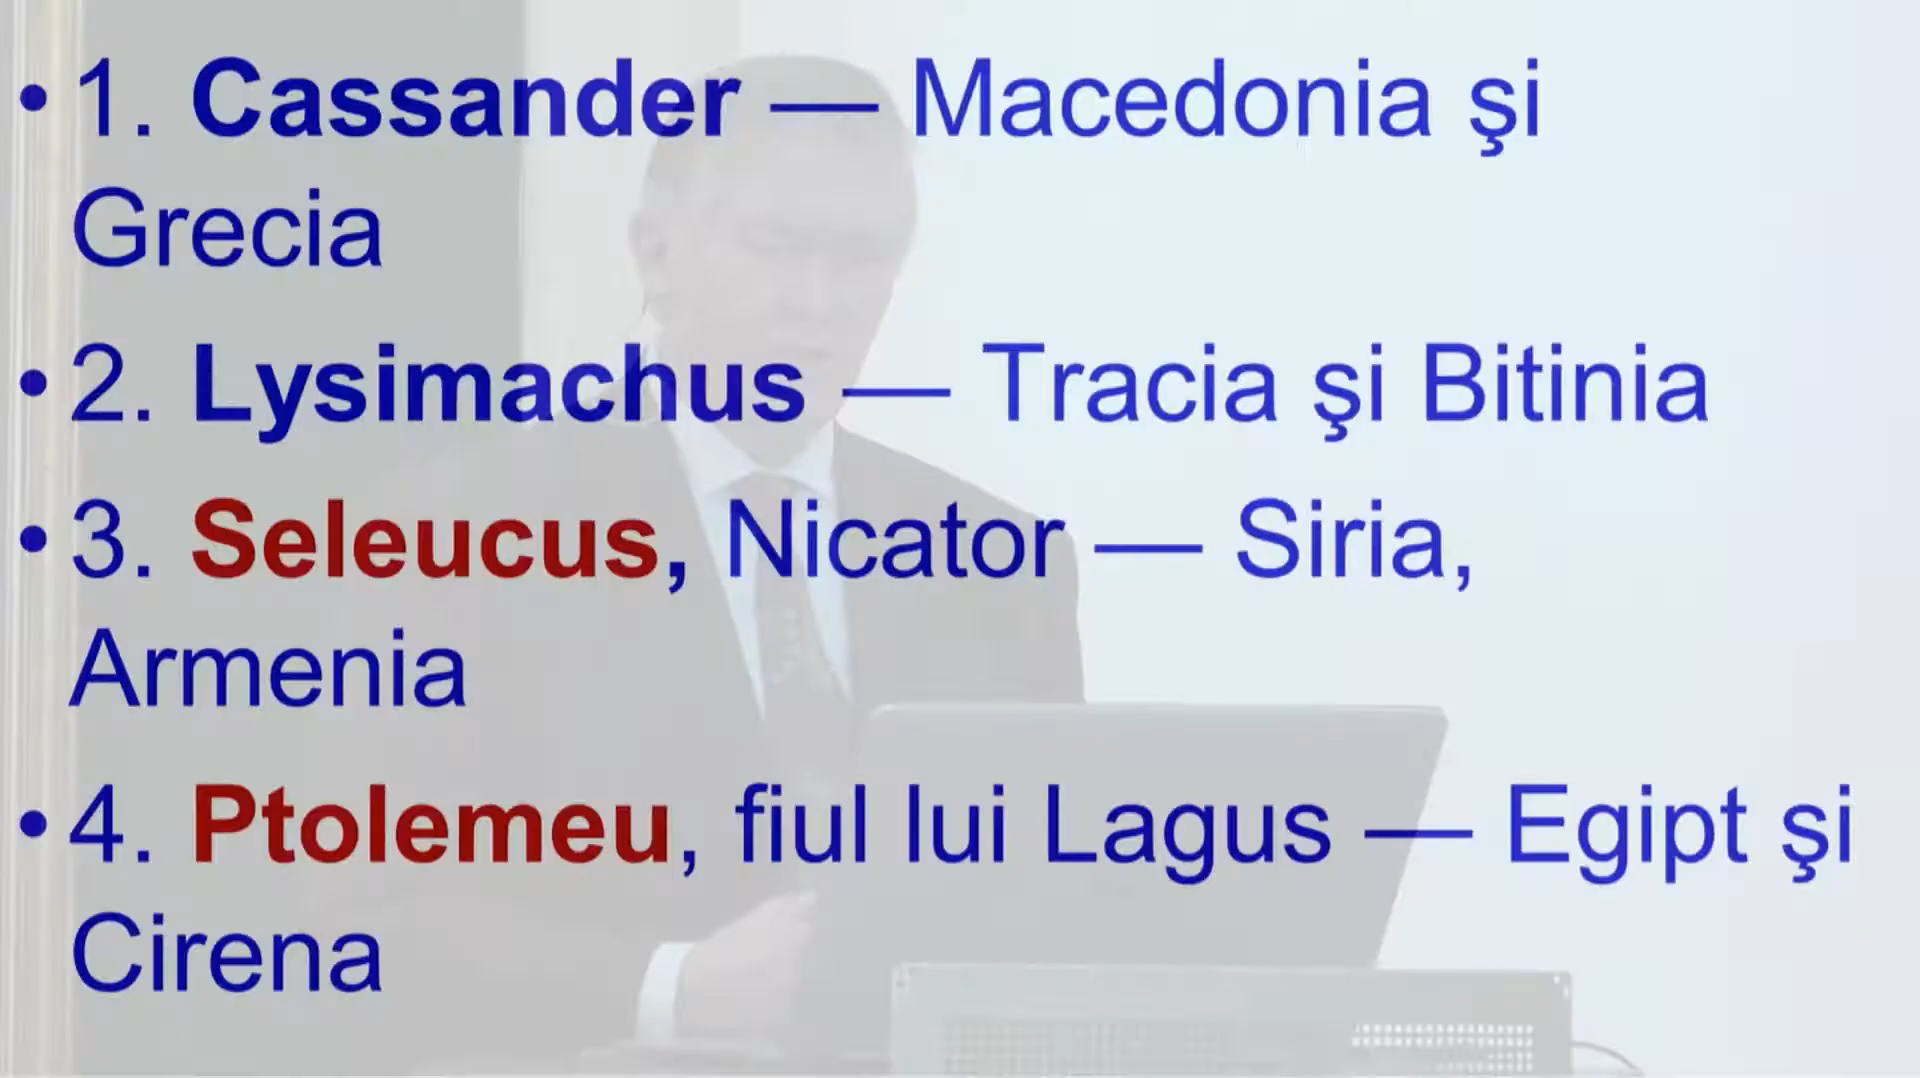 • 1. Cassander — Macedonia şi
Grecia
• 2. Lysimachus — Tracia şi Bitinia
• 3. Seleucus, Nicator — Siria,
Armenia
• 4. Ptolemeu, fiul lui Lagus — Egipt şi
Cirena